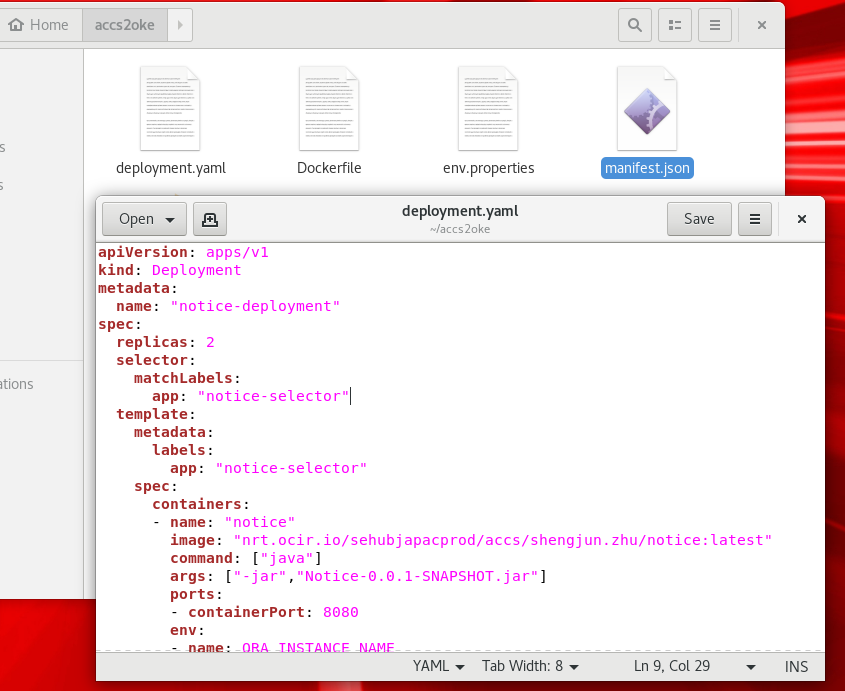 Home
accs2oke
s
deployment.yaml
Dockerfile
env.properties
manifest.json
s
ations
Open
deployment.yaml
~/accs2oke
Save
apiVersion: apps/v1
kind: Deployment
metadata:
  name: "notice-deployment"
spec:
  replicas: 2
  selector:
    matchLabels:
      app: "notice-selector"
  template:
    metadata:
      labels:
        app: "notice-selector"
    spec:
      containers:
      - name: "notice"
        image: "nrt.ocir.io/sehubjapacprod/accs/shengjun.zhu/notice:latest"
        command: ["java"]
        args: ["-jar","Notice-0.0.1-SNAPSHOT.jar"]
        ports:
        - containerPort: 8080
        env:
        - name: ORA_INSTANCE_NAME
YAML
Tab Width: 8
Ln 9, Col 29
INS